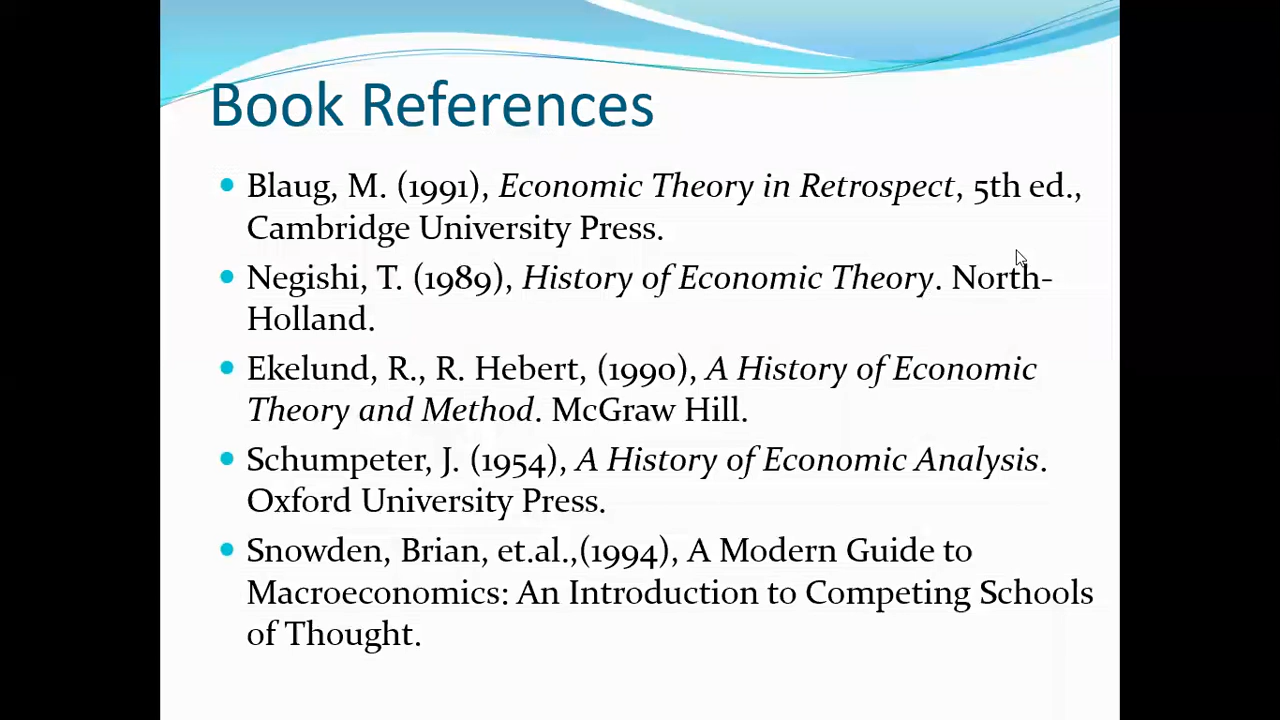 Book References
• Blaug, M. (1991), Economic Theory in Retrospect, 5th ed.,
Cambridge University Press.
• Negishi, T. (1989), History of Economic Theory. North-
Holland.
• Ekelund, R., R. Hebert, (1990), A History of Economic
Theory and Method. McGraw Hill.
• Schumpeter, J. (1954), A History of Economic Analysis.
Oxford University Press.
• Snowden, Brian, et.al.,(1994), A Modern Guide to
Macroeconomics: An Introduction to Competing Schools
of Thought.